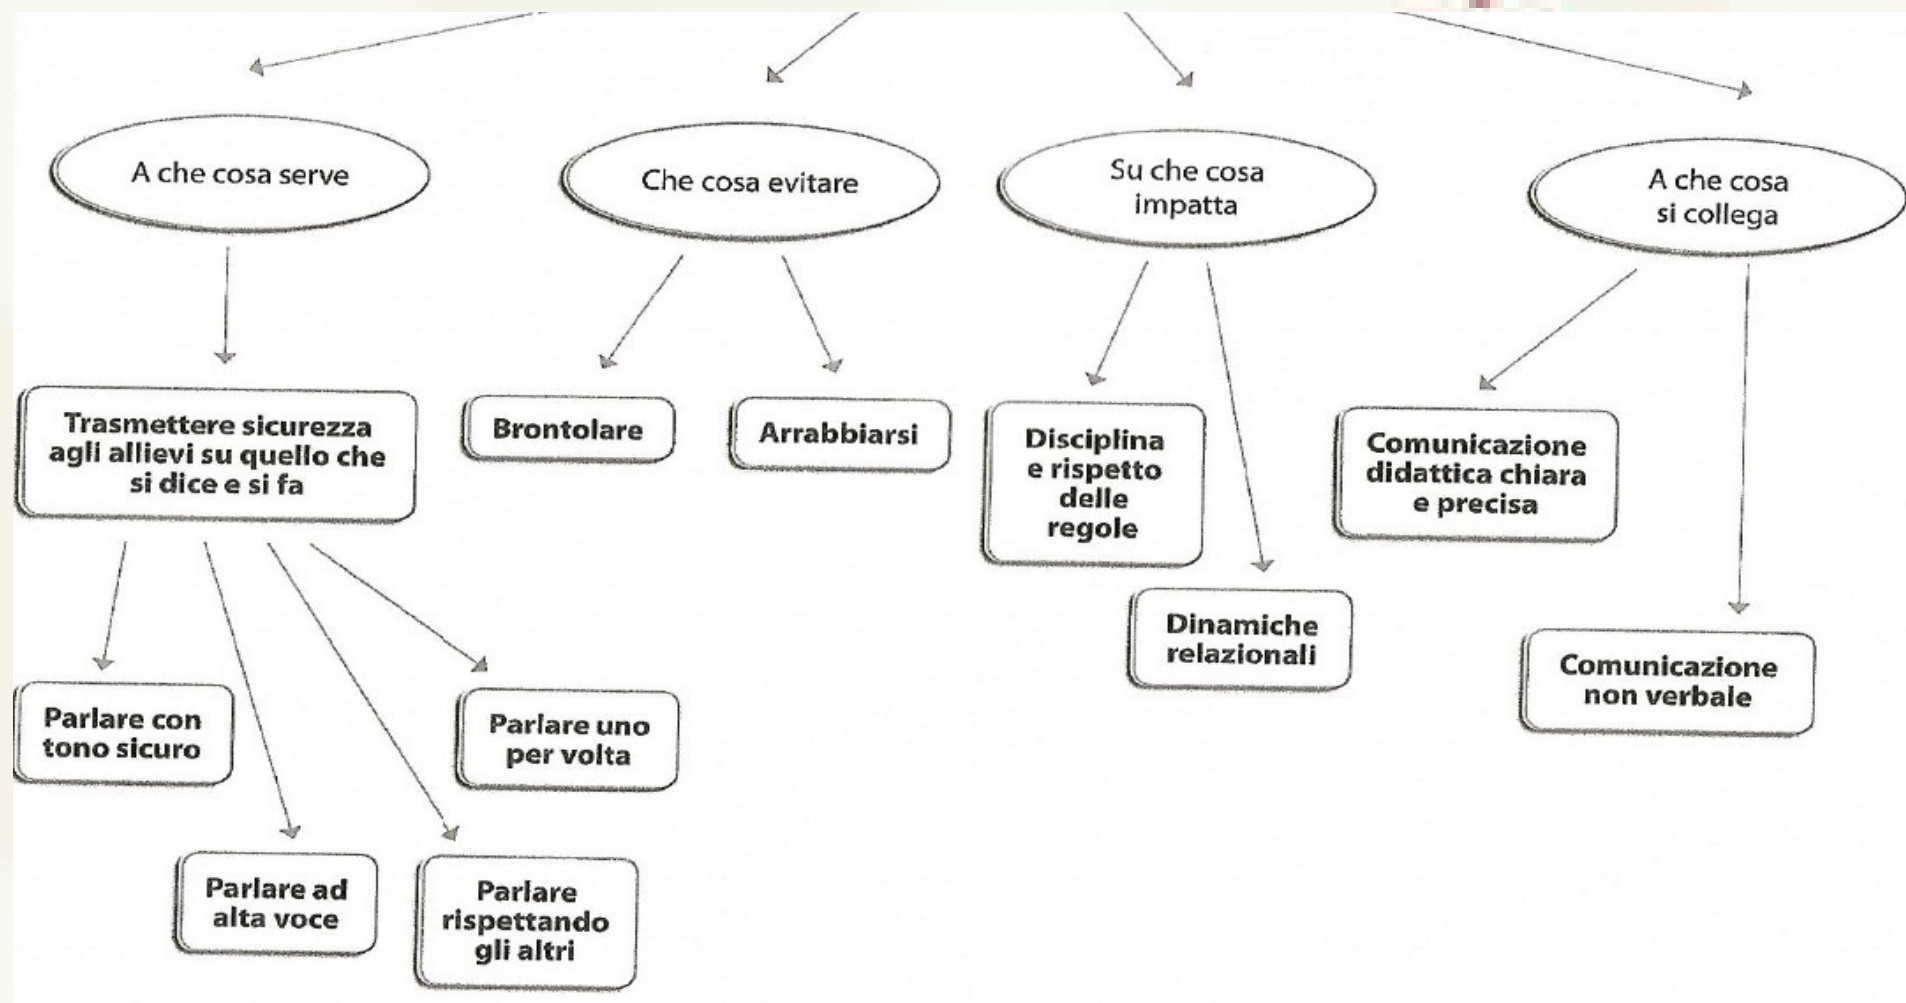 A che cosa serve
Che cosa evitare
Su che cosa
impatta
A che cosa
si collega
Trasmettere sicurezza
agli allievi su quello che
si dice e si fa
Brontolare
Arrabbiarsi
Disciplina
e rispetto
delle
regole
Comunicazione
didattica chiara
e precisa
Dinamiche
relazionali
Comunicazione
non verbale
Parlare con
tono sicuro
Parlare uno
per volta
Parlare ad
alta voce
Parlare
rispettando
gli altri